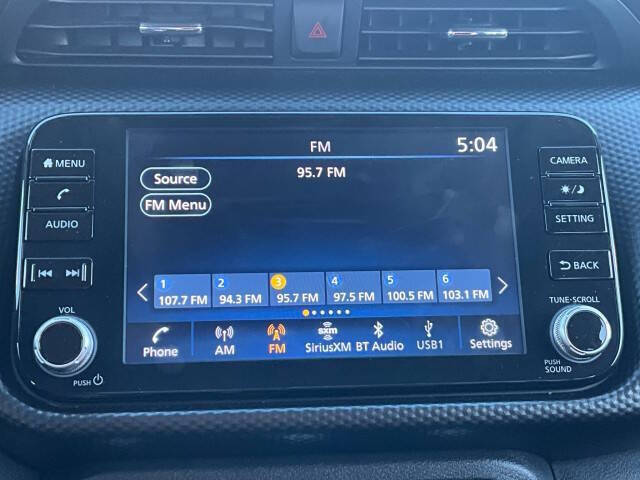 FM 5:04
MENU
CAMERA
Source
95.7 FM
FM Menu
AUDIO
SETTING
BACK
1 2 3 4 5 6
107.7 FM 94.3 FM 95.7 FM 97.5 FM 100.5 FM 103.1 FM
VOL
TUNE·SCROLL
Phone AM FM SiriusXM BT Audio USB1 Settings
sxm
PUSH
PUSH
SOUND